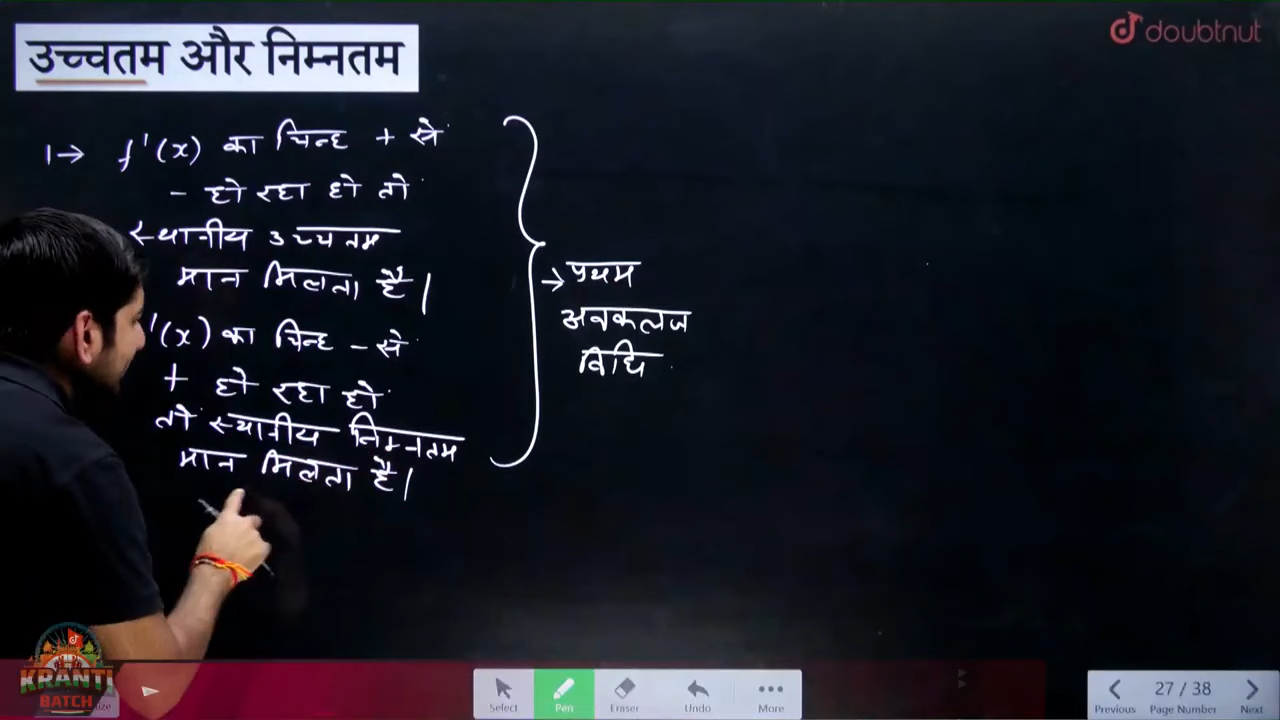 उच्चतम और निम्नतम
doubtnut
1→ f'(x) का चिन्ह + से
- हो रहा हो तो
स्थानीय उच्चतम
मान मिलता है|
'(x) का चिन्ह - से
+ हो रहा हो
तो स्थानीय निम्नतम
मान मिलता है|
→ प्रथम
अवकलज
विधि
KRANTI
BATCH
Select
Pen
Eraser
Undo
More
Previous
27 / 38
Page Number
Next